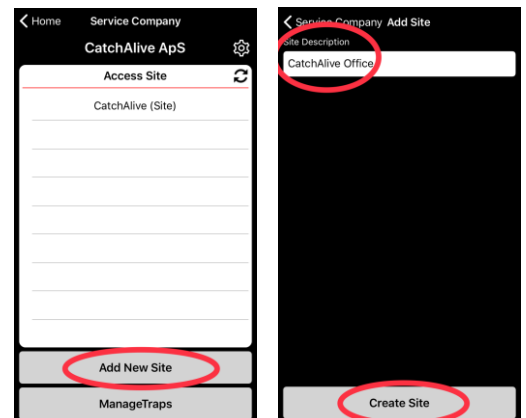 Home Service Company
CatchAlive ApS
Access Site
CatchAlive (Site)
Add New Site
ManageTraps
Service Company Add Site
Site Description
CatchAlive Office
Create Site